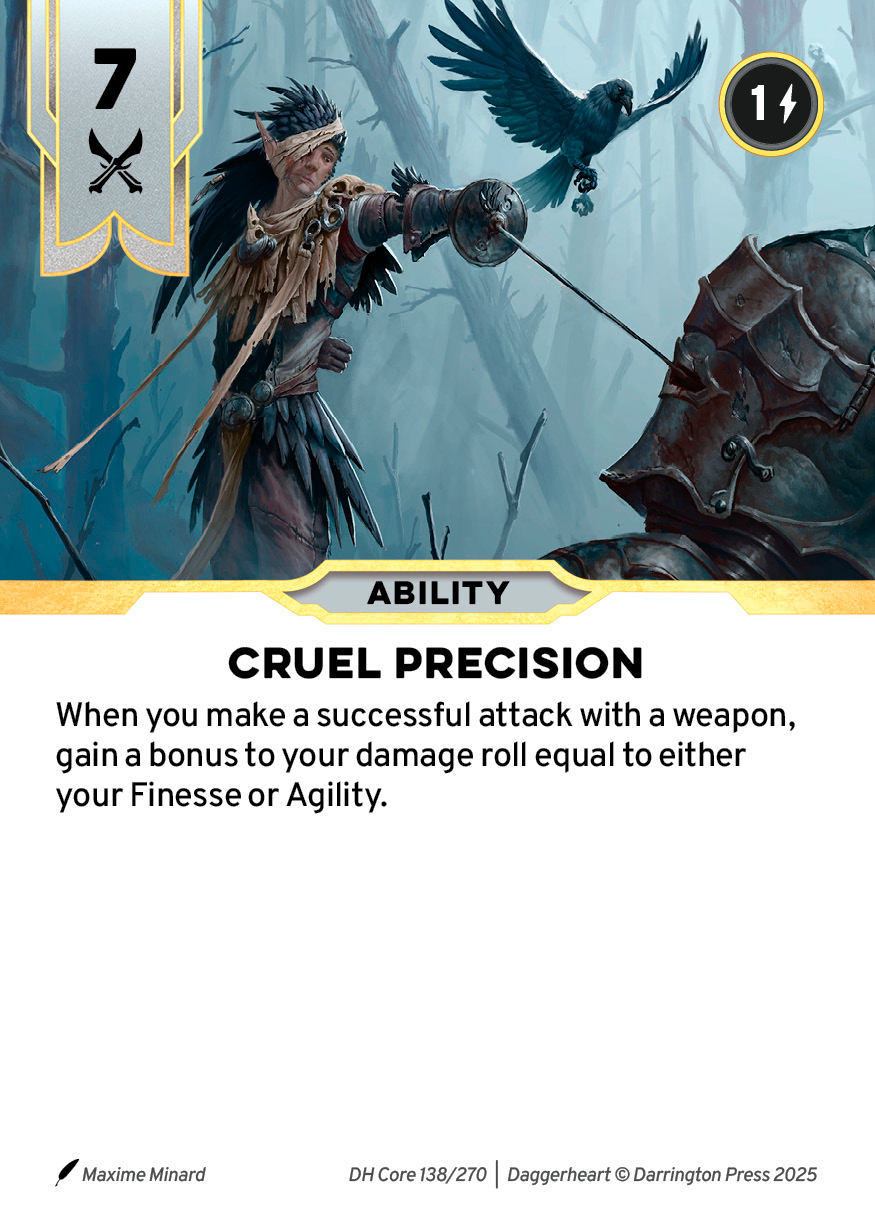 7
1
ABILITY
CRUEL PRECISION
When you make a successful attack with a weapon,
gain a bonus to your damage roll equal to either
your Finesse or Agility.
Maxime Minard
DH Core 138/270 | Daggerheart © Darrington Press 2025